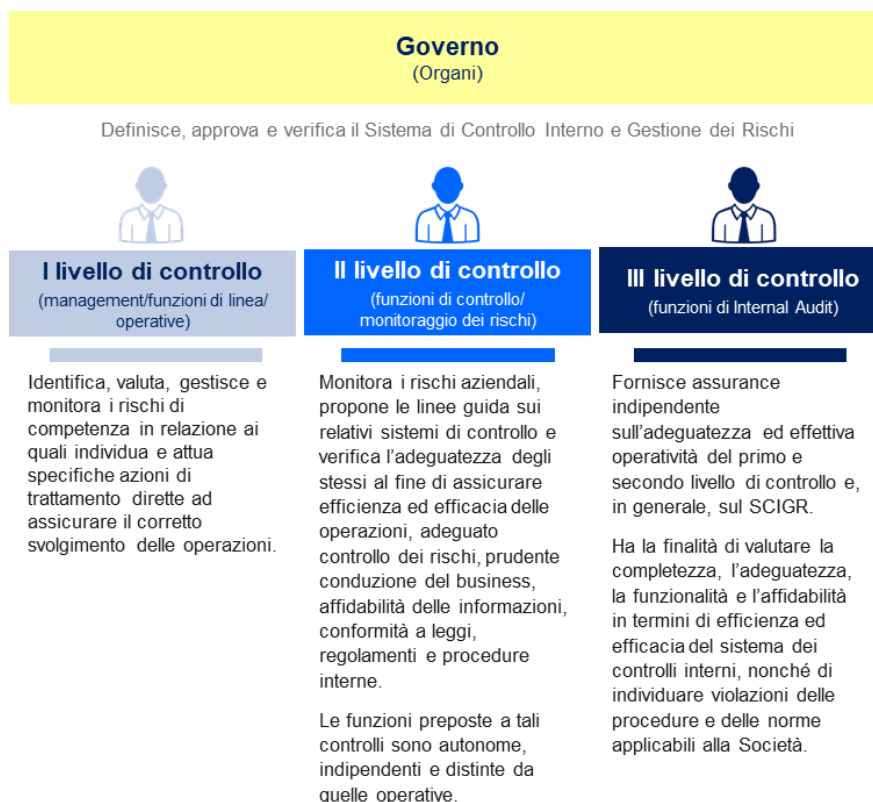 Governo
(Organi)
Definisce, approva e verifica il Sistema di Controllo Interno e Gestione dei Rischi
I livello di controllo
(management/funzioni di linea/
operative)
Identifica, valuta, gestisce e
monitora i rischi di
competenza in relazione ai
quali individua e attua
specifiche azioni di
trattamento dirette ad
assicurare il corretto
svolgimento delle operazioni.
II livello di controllo
(funzioni di controllo/
monitoraggio dei rischi)
Monitora i rischi aziendali,
propone le linee guida sui
relativi sistemi di controllo e
verifica l'adeguatezza degli
stessi al fine di assicurare
efficienza ed efficacia delle
operazioni, adeguato
controllo dei rischi, prudente
conduzione del business,
affidabilità delle informazioni,
conformità a leggi,
regolamenti e procedure
interne.
Le funzioni preposte a tali
controlli sono autonome,
indipendenti e distinte da
quelle operative.
III livello di controllo
(funzioni di Internal Audit)
Fornisce assurance
indipendente
sull'adeguatezza ed effettiva
operatività del primo e
secondo livello di controllo e,
in generale, sul SCIGR.
Ha la finalità di valutare la
completezza, l'adeguatezza,
la funzionalità e l'affidabilità
in termini di efficienza ed
efficacia del sistema dei
controlli interni, nonché di
individuare violazioni delle
procedure e delle norme
applicabili alla Società.